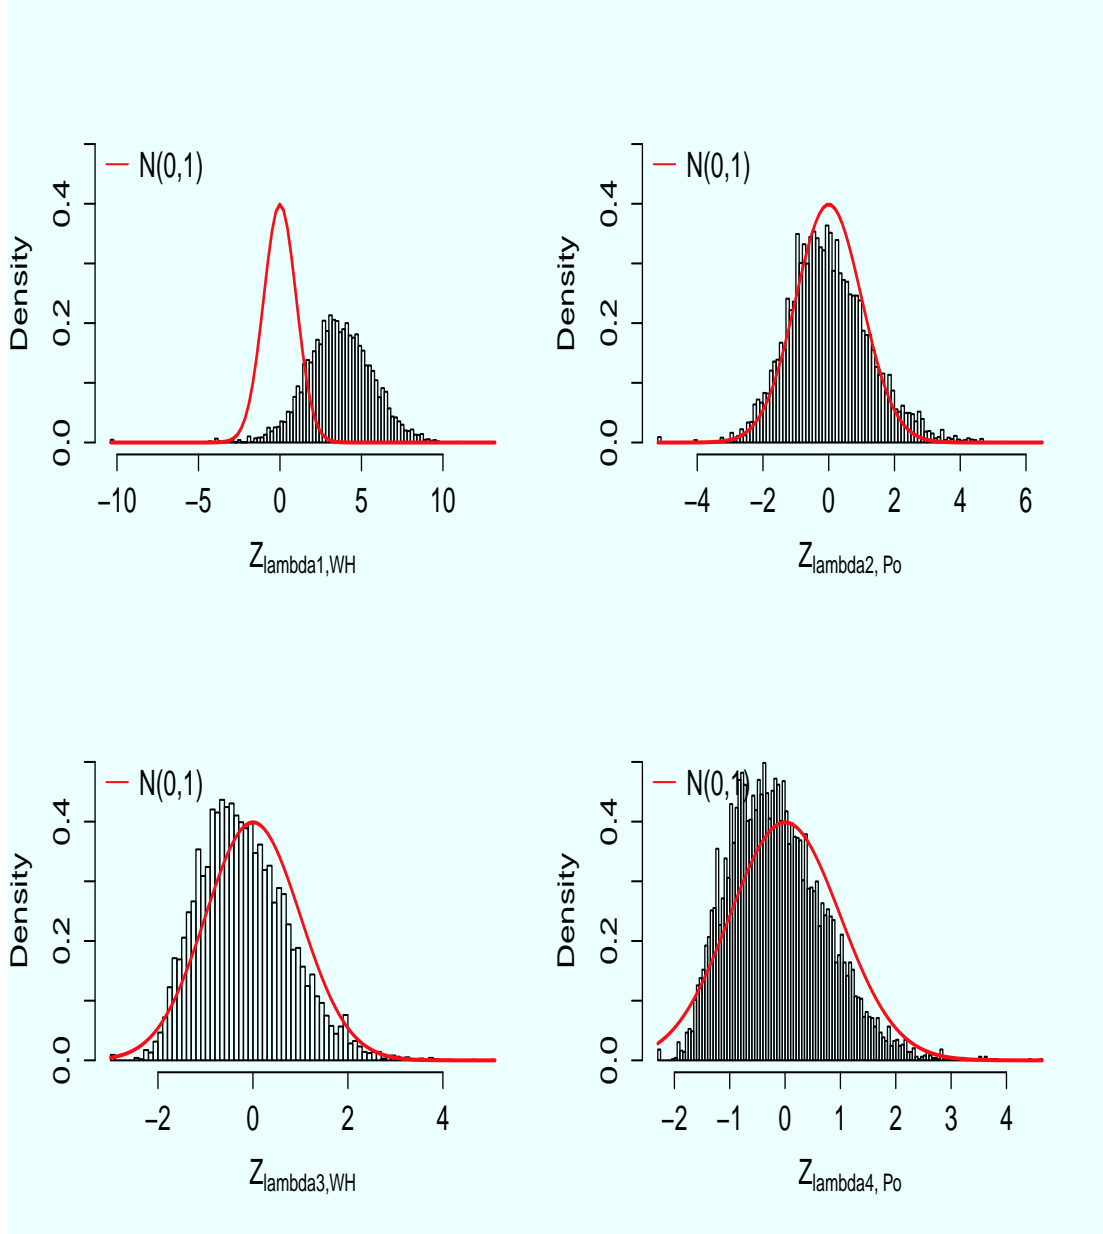 N(0,1)
Density
0.0 0.2 0.4
−10 −5 0 5 10
Zlambda1,WH
N(0,1)
Density
0.0 0.2 0.4
−4 −2 0 2 4 6
Zlambda2, Po
N(0,1)
Density
0.0 0.2 0.4
−2 0 2 4
Zlambda3,WH
N(0,1)
Density
0.0 0.2 0.4
−2 −1 0 1 2 3 4
Zlambda4, Po